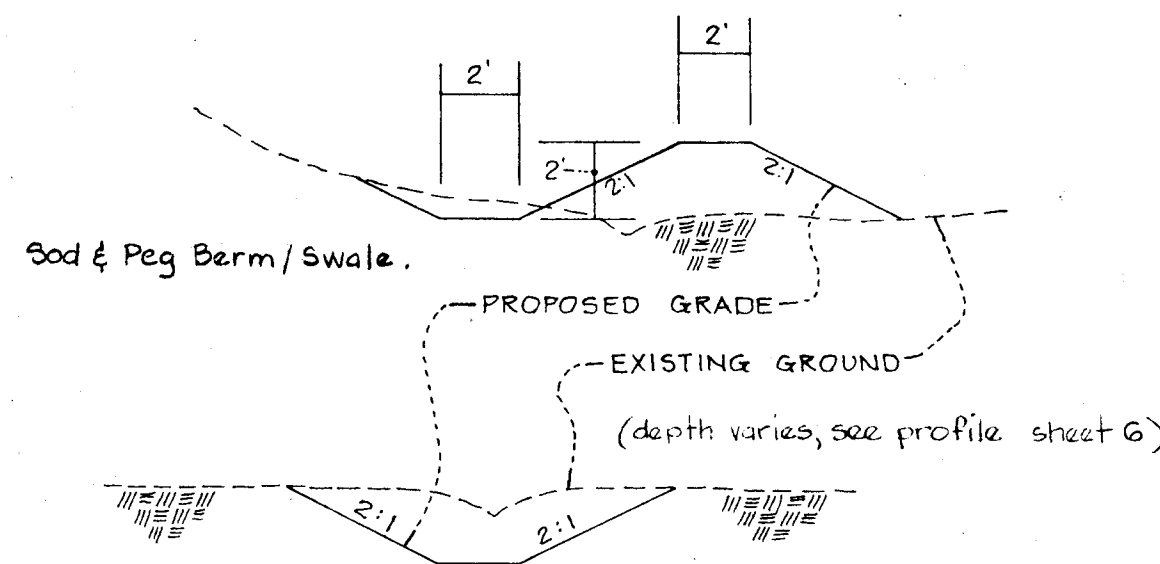 2'
2'
2'
2:1
2:1
Sod & Peg Berm/Swale.
PROPOSED GRADE
EXISTING GROUND
(depth varies, see profile sheet 6)
2:1
2:1